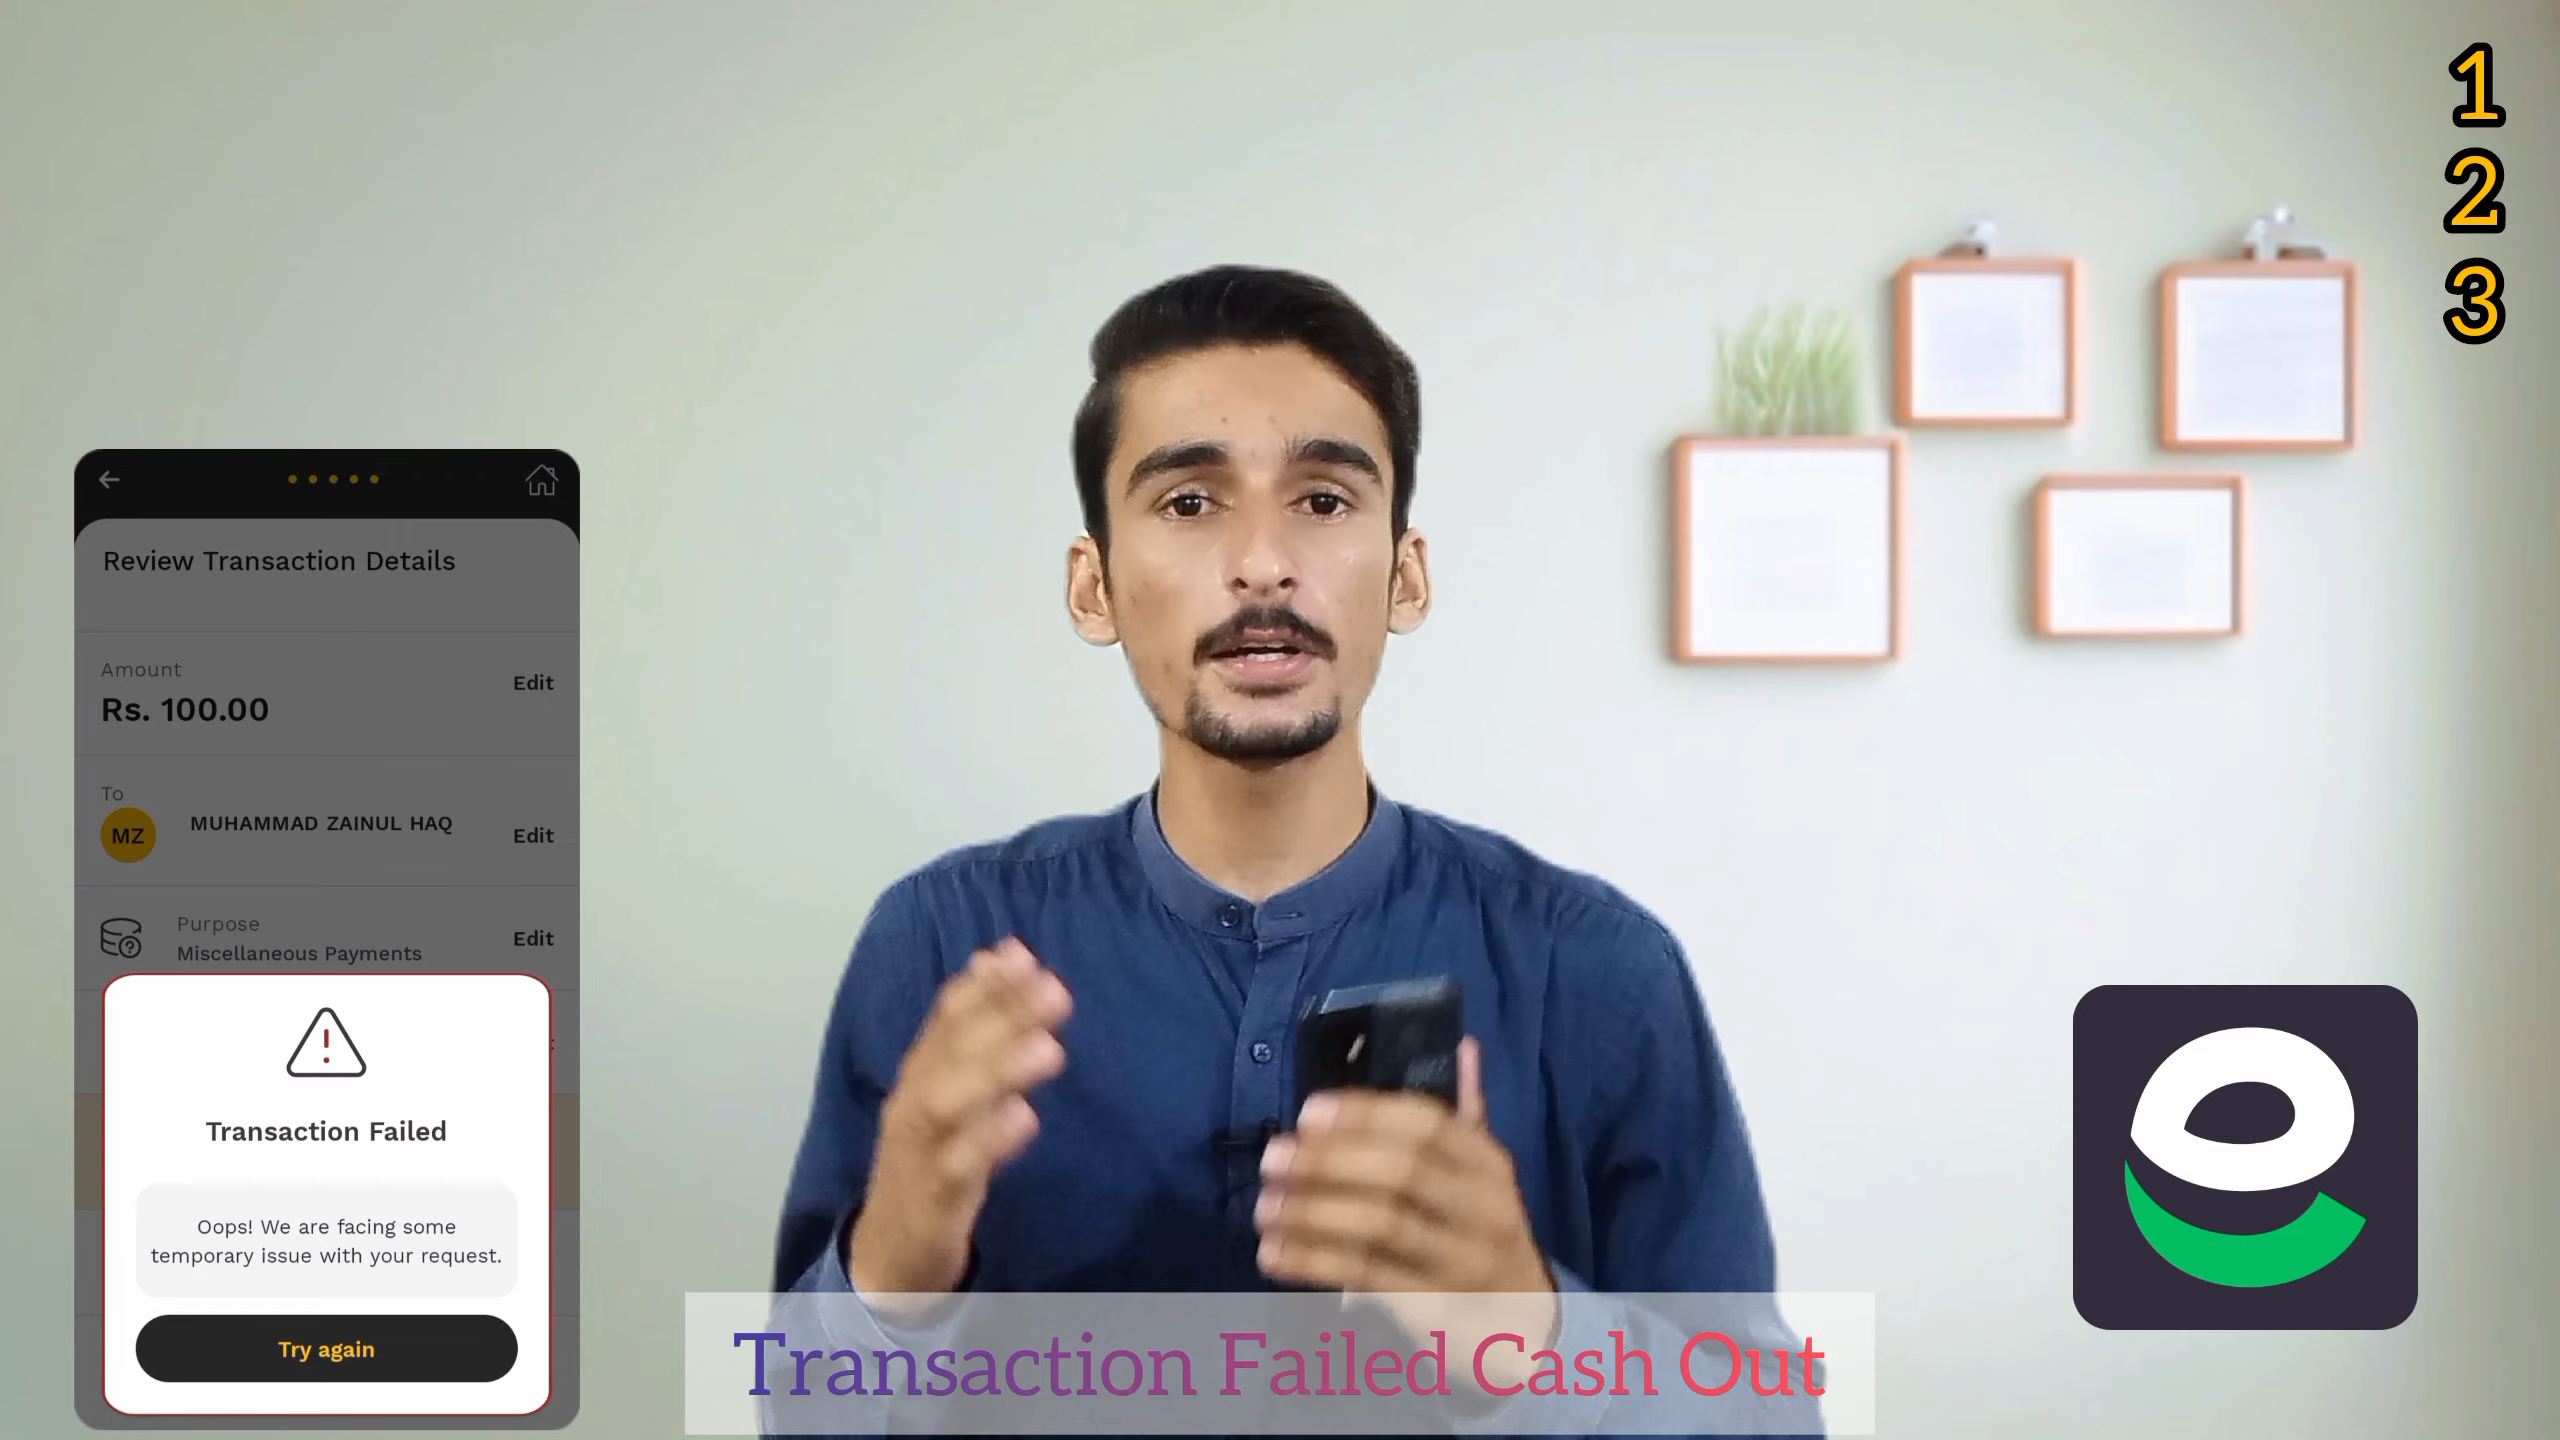 1
2
3
Review Transaction Details
Amount
Rs. 100.00
Edit
To
MZ
MUHAMMAD ZAINUL HAQ
Edit
Purpose
Miscellaneous Payments
Edit
Transaction Failed
Oops! We are facing some
temporary issue with your request.
Try again
Transaction Failed Cash Out
e